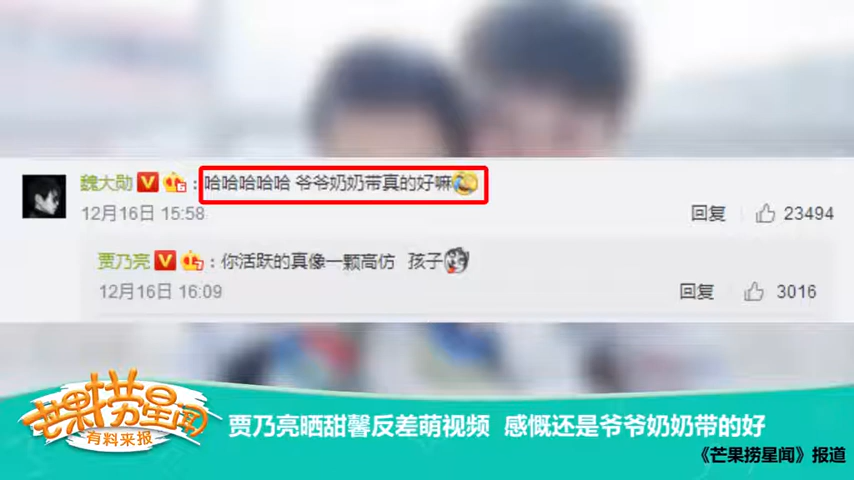 魏大勋 V : 哈哈哈哈哈 爷爷奶奶带真的好嘛
12月16日 15:58
回复 23494
贾乃亮 V : 你活跃的真像一颗高仿 孩子
12月16日 16:09
回复 3016
芒果捞星闻
有料来报
贾乃亮晒甜馨反差萌视频 感慨还是爷爷奶奶带的好
《芒果捞星闻》报道